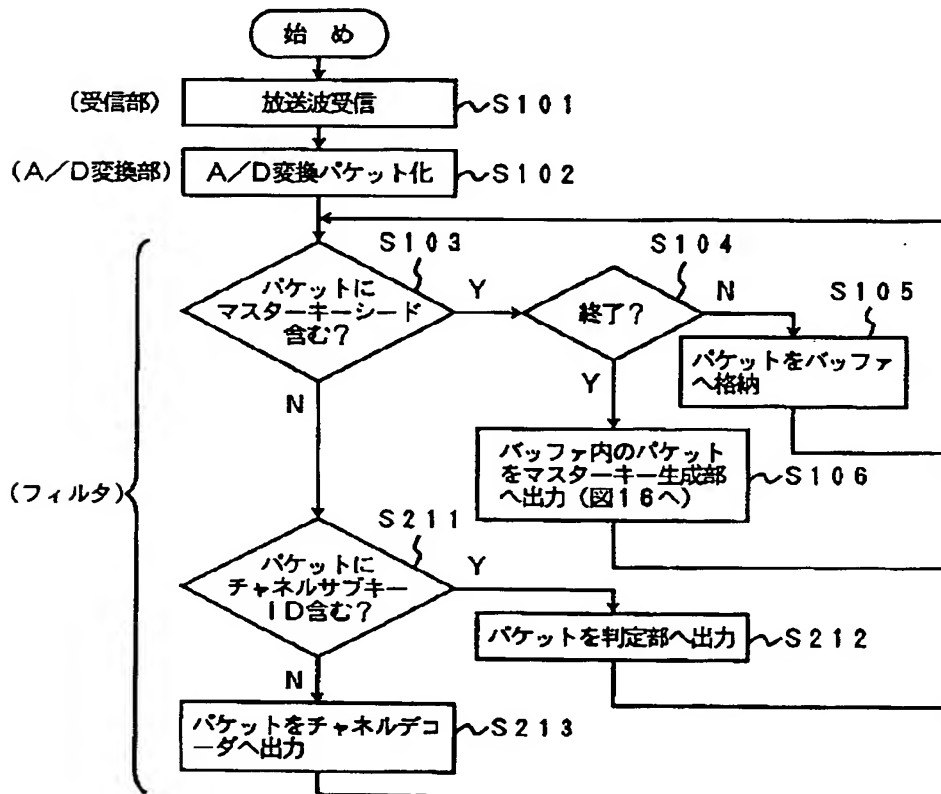 始 め
(受信部)
放送波受信
S101
(A/D変換部)
A/D変換パケット化
S102
S103
パケットに
マスターキーシード
含む?
Y
N
S104
終了?
N
Y
S105
パケットをバッファ
へ格納
バッファ内のパケット
をマスターキー生成部
へ出力(図16へ)
S106
(フィルタ)
S211
パケットに
チャネルサブキー
ID含む?
Y
N
パケットを判定部へ出力
S212
パケットをチャネルデコ
ーダへ出力
S213